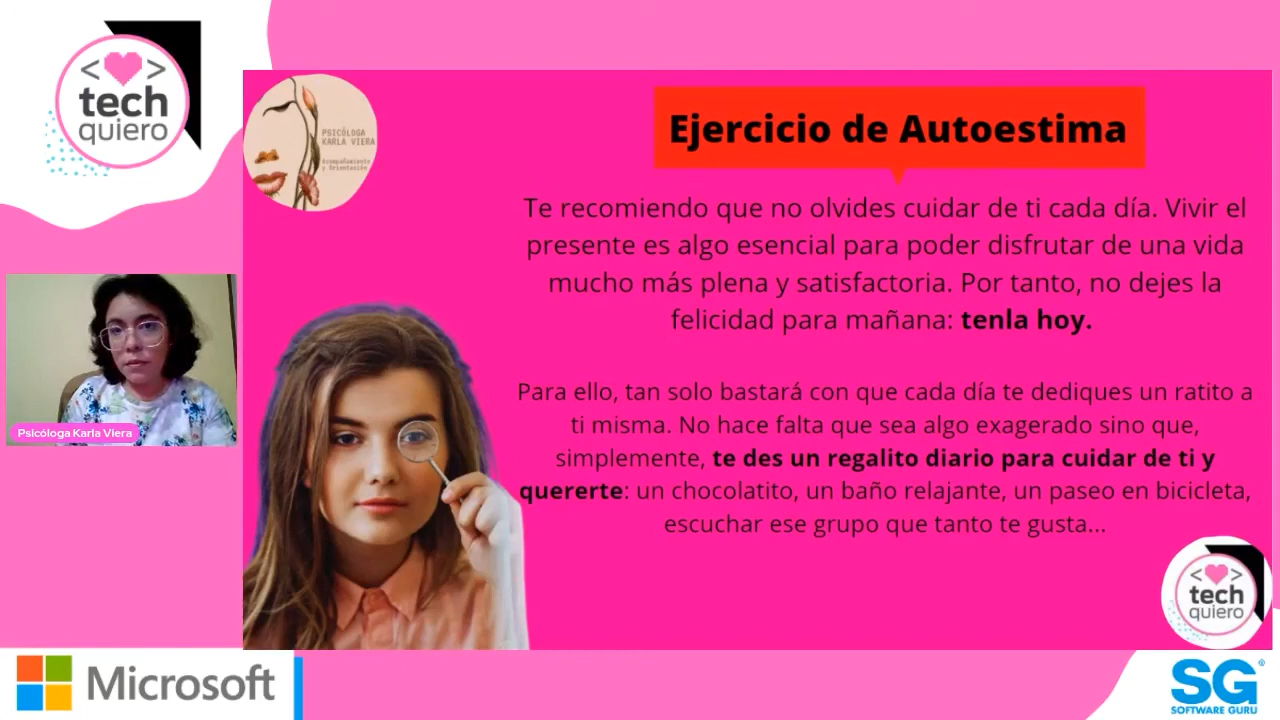 < >
tech
quiero
PSICÓLOGA
KARLA VIERA
Acompañamiento
y Orientación
Ejercicio de Autoestima
Te recomiendo que no olvides cuidar de ti cada día. Vivir el
presente es algo esencial para poder disfrutar de una vida
mucho más plena y satisfactoria. Por tanto, no dejes la
felicidad para mañana: tenla hoy.
Para ello, tan solo bastará con que cada día te dediques un ratito a
ti misma. No hace falta que sea algo exagerado sino que,
simplemente, te des un regalito diario para cuidar de ti y
quererte: un chocolatito, un baño relajante, un paseo en bicicleta,
escuchar ese grupo que tanto te gusta...
Psicóloga Karla Viera
< >
tech
quiero
Microsoft
SG®
SOFTWARE GURU